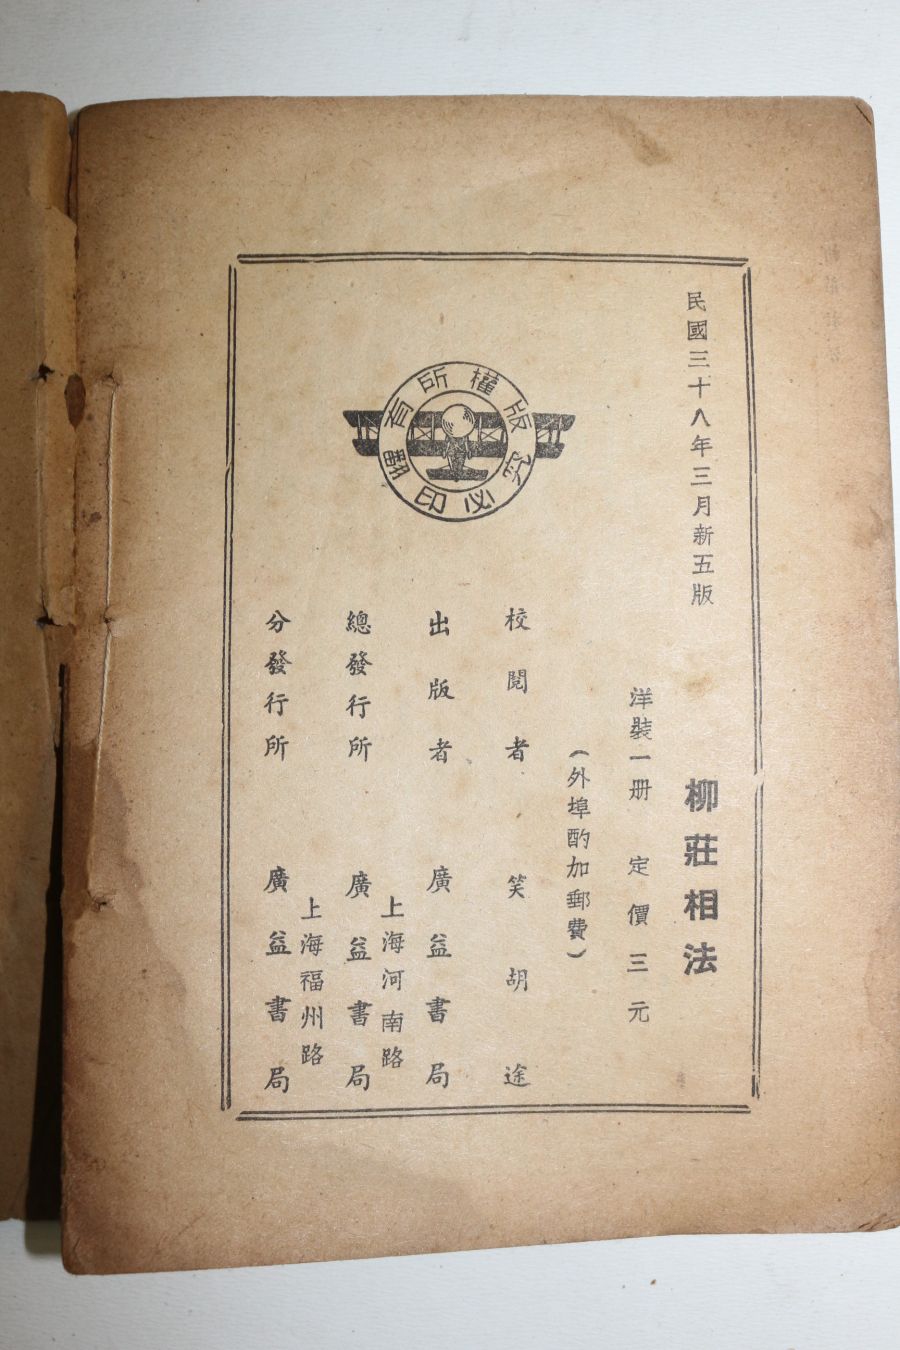 民國三十八年三月新五版
柳莊相法
洋裝一冊 定價三元
(外埠酌加郵費)
校閱者 笑胡途
出版者 廣益書局
上海河南路
總發行所 廣益書局
上海福州路
分發行所 廣益書局
版權所有
翻印必究